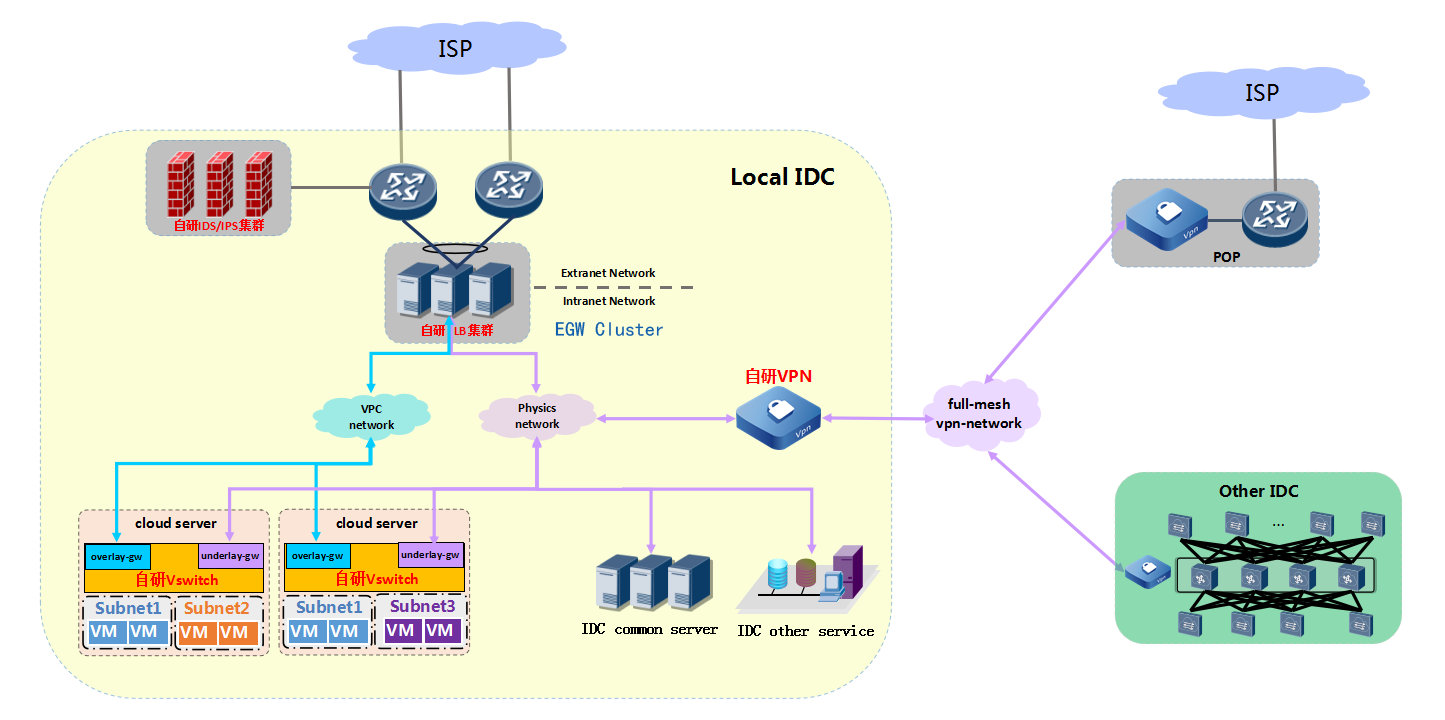 ISP
ISP
Local IDC
自研IDS/IPS集群
Vpn
POP
Extranet Network
Intranet Network
自研 LB集群
EGW Cluster
自研VPN
VPC
network
Physics
network
Vpn
full-mesh
vpn-network
Other IDC
...
Vpn
cloud server
cloud server
overlay-gw
underlay-gw
overlay-gw
underlay-gw
自研Vswitch
自研Vswitch
Subnet1
Subnet2
Subnet1
Subnet3
VM VM
VM VM
VM VM
VM VM
IDC common server
IDC other service